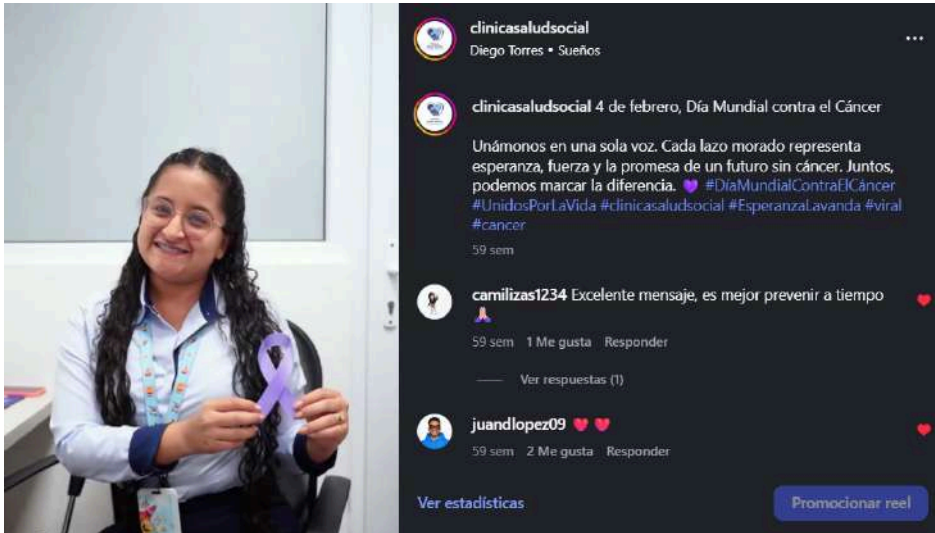 clinicasaludsocial
Diego Torres • Sueños
clinicasaludsocial 4 de febrero, Día Mundial contra el Cáncer
Unámonos en una sola voz. Cada lazo morado representa
esperanza, fuerza y la promesa de un futuro sin cáncer. Juntos,
podemos marcar la diferencia. 💜 #DíaMundialContraElCáncer
#UnidosPorLaVida #clinicasaludsocial #EsperanzaLavanda #viral
#cancer
59 sem
camilizas1234 Excelente mensaje, es mejor prevenir a tiempo
🙏🏻
59 sem 1 Me gusta Responder
Ver respuestas (1)
juandlopez09 💔 💔
59 sem 2 Me gusta Responder
Ver estadísticas
Promocionar reel